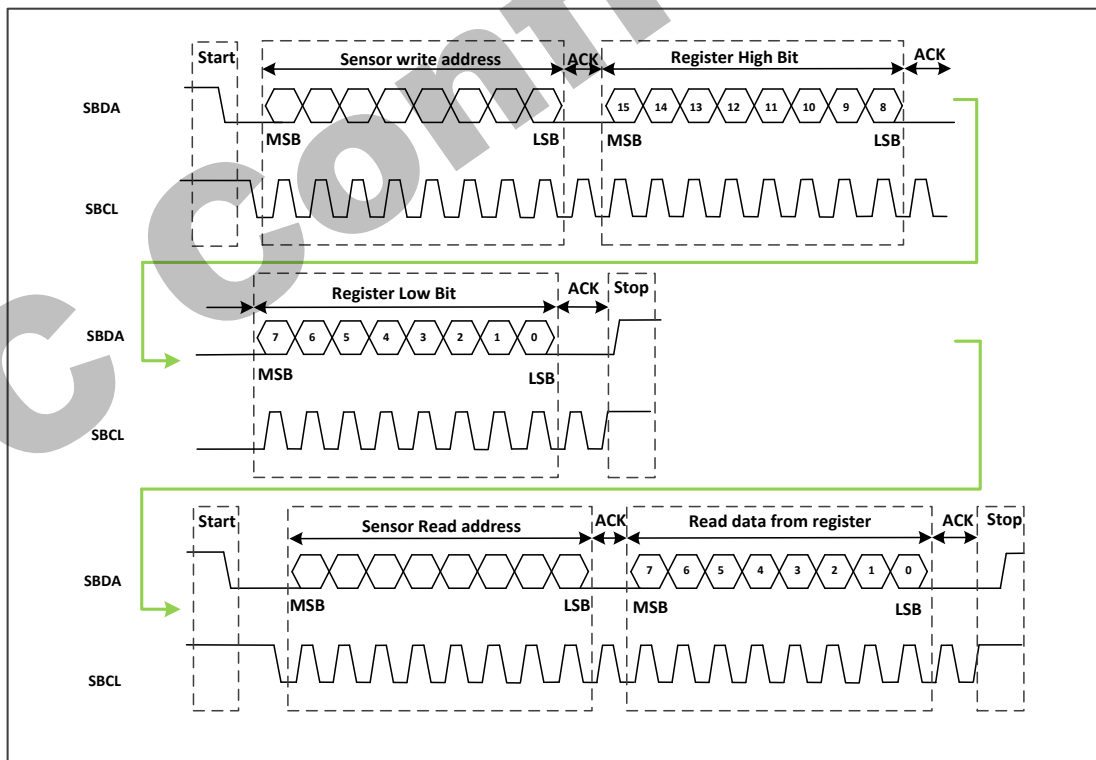 Start Sensor write address ACK Register High Bit ACK
SBDA 15 14 13 12 11 10 9 8
MSB LSB MSB LSB
SBCL
Register Low Bit ACK Stop
SBDA 7 6 5 4 3 2 1 0
MSB LSB
SBCL
Start Sensor Read address ACK Read data from register ACK Stop
SBDA 7 6 5 4 3 2 1 0
MSB LSB MSB LSB
SBCL
C Conf